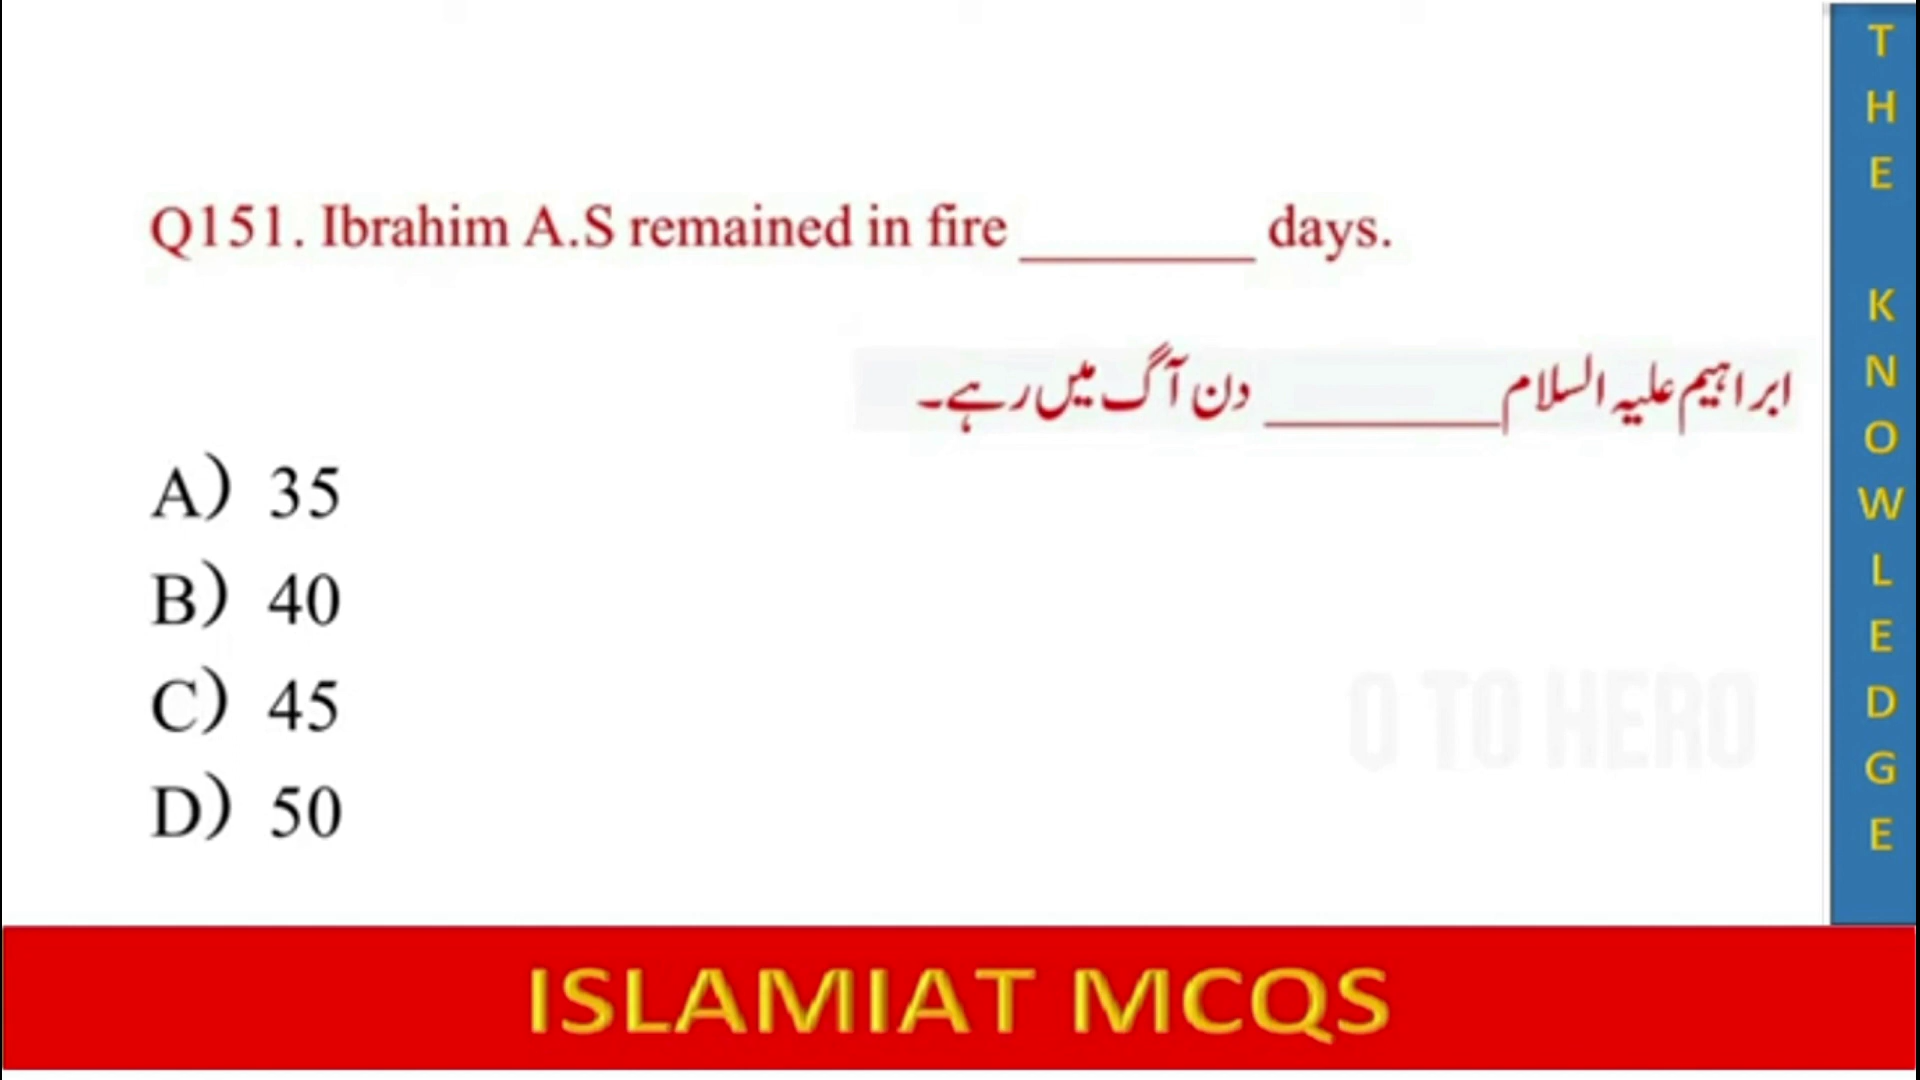 Q151. Ibrahim A.S remained in fire ________ days.
ابراہیم علیہ السلام ________ دن آگ میں رہے۔
A) 35
B) 40
C) 45
D) 50
0 TO HERO
THE KNOWLEDGE
ISLAMIAT MCQS